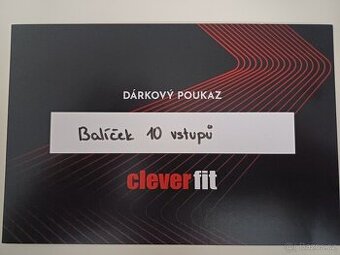 DÁRKOVÝ POUKAZ
Balíček 10 vstupů
cleverfit